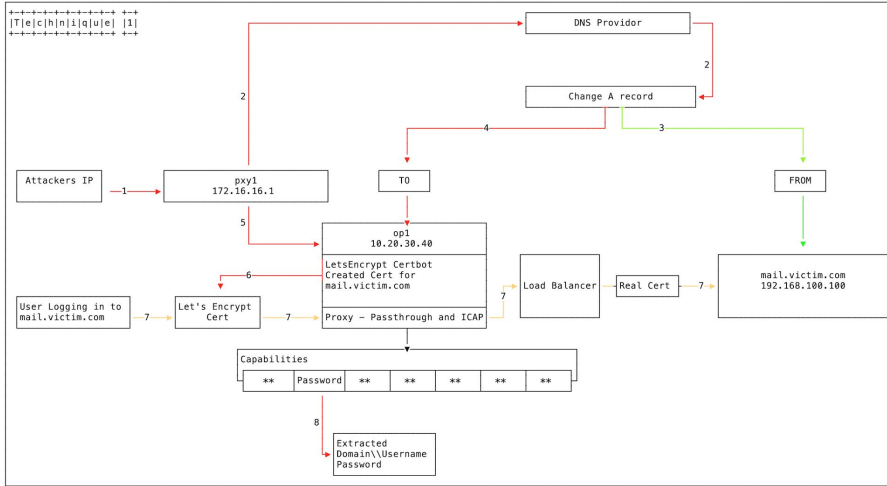 +-+-+-+-+-+-+-+-+-+ +-+
|T|e|c|h|n|i|q|u|e| |1|
+-+-+-+-+-+-+-+-+-+ +-+
DNS Providor
2
2
Change A record
4
3
Attackers IP
1
pxy1
172.16.16.1
TO
FROM
5
op1
10.20.30.40
6
LetsEncrypt Certbot
Created Cert for
mail.victim.com
Load Balancer
Real Cert
7
mail.victim.com
192.168.100.100
User Logging in to
mail.victim.com
7
Let's Encrypt
Cert
7
Proxy - Passthrough and ICAP
7
Capabilities
** Password ** ** ** ** **
8
Extracted
Domain\\Username
Password